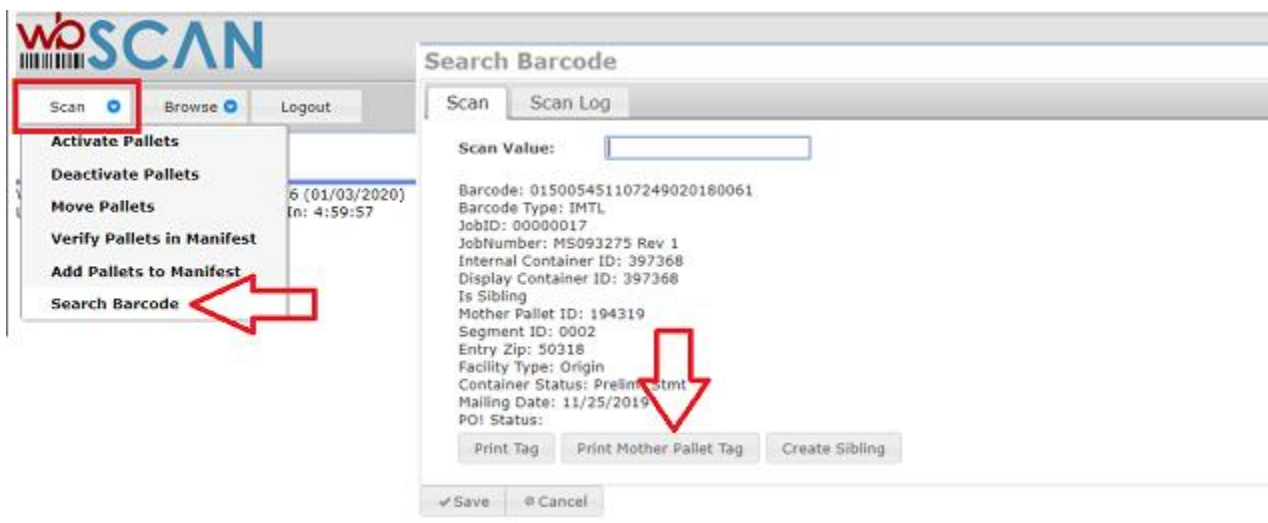 wbSCAN
Scan Browse Logout
Activate Pallets
Deactivate Pallets
Move Pallets
Verify Pallets in Manifest
Add Pallets to Manifest
Search Barcode
6 (01/03/2020)
In: 4:59:57
Search Barcode
Scan Scan Log
Scan Value:
Barcode: 015005451107249020180061
Barcode Type: IMTL
JobID: 00000017
JobNumber: MS093275 Rev 1
Internal Container ID: 397368
Display Container ID: 397368
Is Sibling
Mother Pallet ID: 194319
Segment ID: 0002
Entry Zip: 50318
Facility Type: Origin
Container Status: Prelim Stmt
Mailing Date: 11/25/2019
PO! Status:
Print Tag Print Mother Pallet Tag Create Sibling
Save Cancel